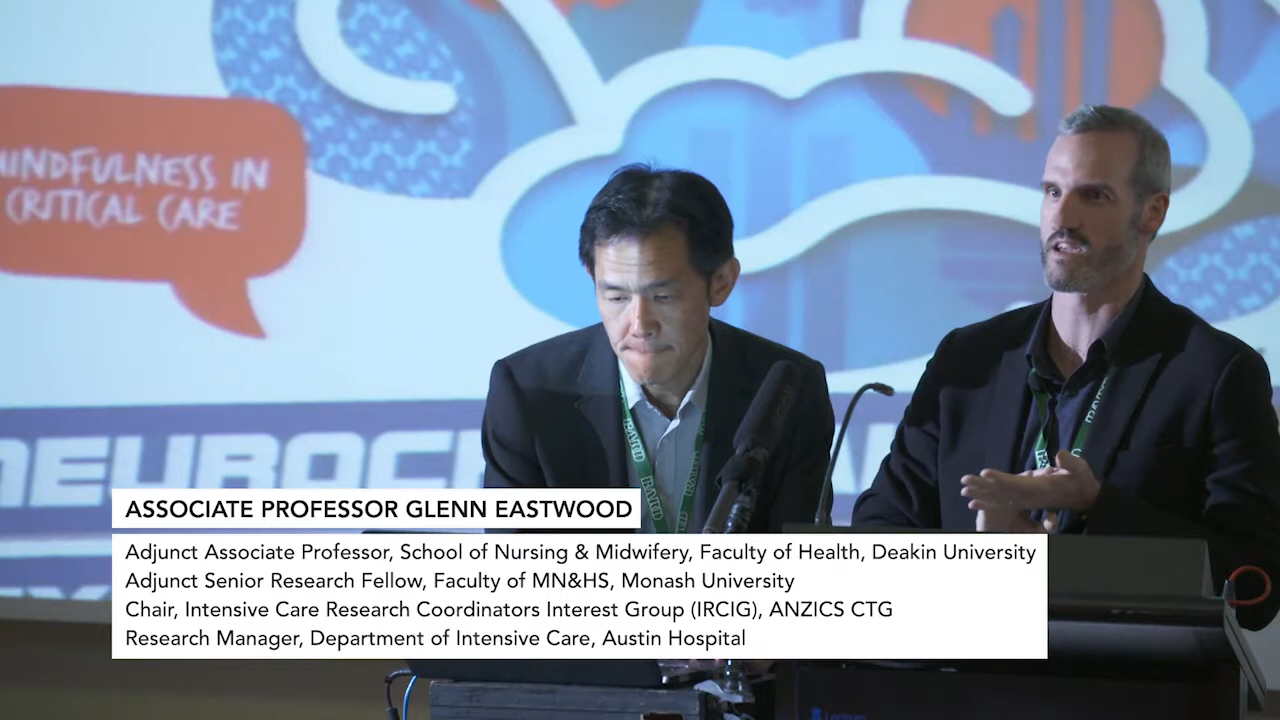 MINDFULNESS IN
CRITICAL CARE
ASSOCIATE PROFESSOR GLENN EASTWOOD
Adjunct Associate Professor, School of Nursing & Midwifery, Faculty of Health, Deakin University
Adjunct Senior Research Fellow, Faculty of MN&HS, Monash University
Chair, Intensive Care Research Coordinators Interest Group (IRCIG), ANZICS CTG
Research Manager, Department of Intensive Care, Austin Hospital